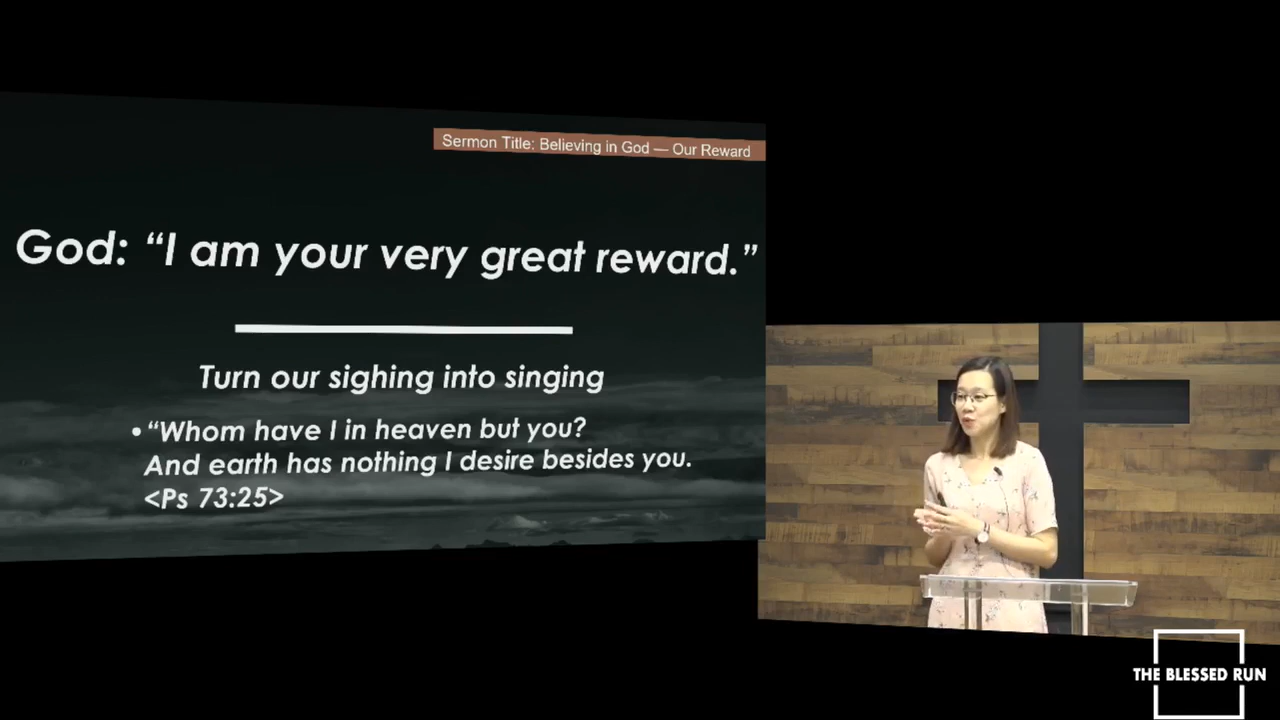 Sermon Title: Believing in God — Our Reward
God: “I am your very great reward.”
Turn our sighing into singing
•“Whom have I in heaven but you?
And earth has nothing I desire besides you.
<Ps 73:25>
THE BLESSED RUN